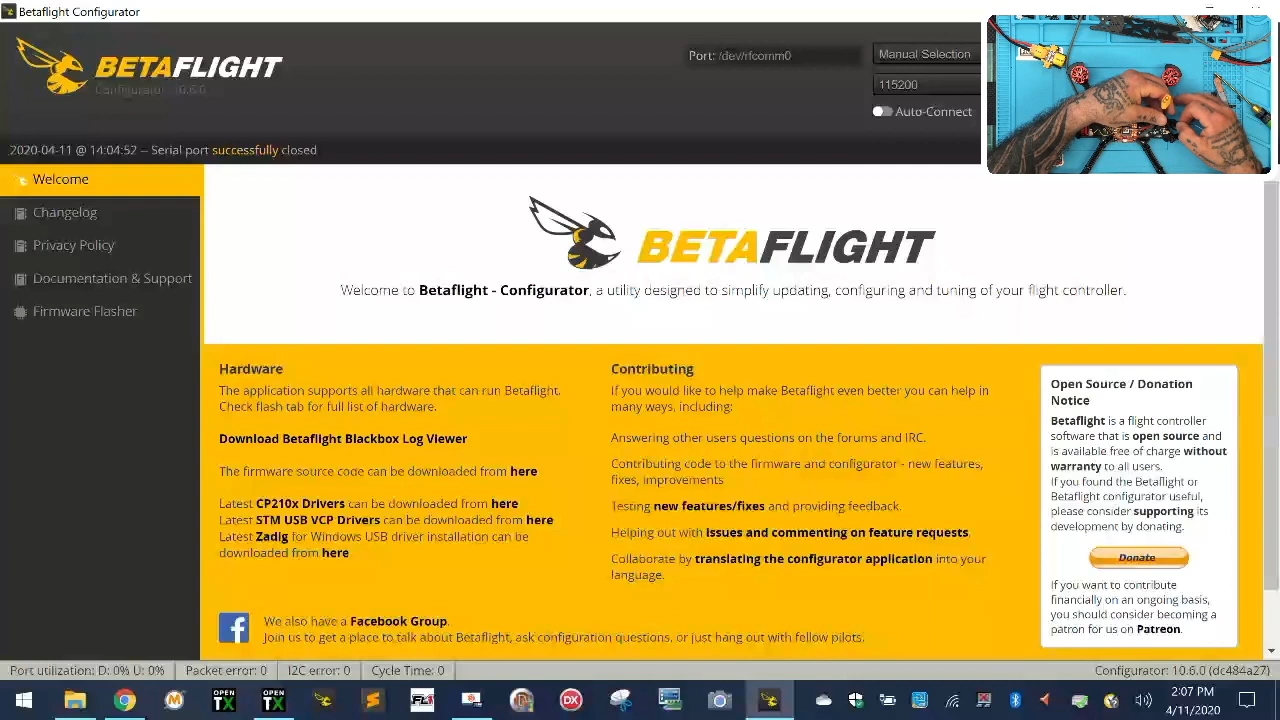 Betaflight Configurator
BETAFLIGHT
Configurator 10.6.0
Port: /dev/rfcomm0
Manual Selection
115200
Auto-Connect
2020-04-11 @ 14:04:52 -- Serial port successfully closed
Welcome
Changelog
Privacy Policy
Documentation & Support
Firmware Flasher
BETAFLIGHT
Welcome to Betaflight - Configurator, a utility designed to simplify updating, configuring and tuning of your flight controller.
Hardware
The application supports all hardware that can run Betaflight.
Check flash tab for full list of hardware.
Download Betaflight Blackbox Log Viewer
The firmware source code can be downloaded from here
Latest CP210x Drivers can be downloaded from here
Latest STM USB VCP Drivers can be downloaded from here
Latest Zadig for Windows USB driver installation can be
downloaded from here
Contributing
If you would like to help make Betaflight even better you can help in
many ways, including:
Answering other users questions on the forums and IRC.
Contributing code to the firmware and configurator - new features,
fixes, improvements
Testing new features/fixes and providing feedback.
Helping out with issues and commenting on feature requests.
Collaborate by translating the configurator application into your
language.
Open Source / Donation
Notice
Betaflight is a flight controller
software that is open source and
is available free of charge without
warranty to all users.
If you found the Betaflight or
Betaflight configurator useful,
please consider supporting its
development by donating.
Donate
If you want to contribute
financially on an ongoing basis,
you should consider becoming a
patron for us on Patreon.
We also have a Facebook Group.
Join us to get a place to talk about Betaflight, ask configuration questions, or just hang out with fellow pilots.
Port utilization: D: 0% U: 0%
Packet error: 0
I2C error: 0
Cycle Time: 0
Configurator: 10.6.0 (dc484a27)
OPEN
TX
OPEN
TX
DX
2:07 PM
4/11/2020